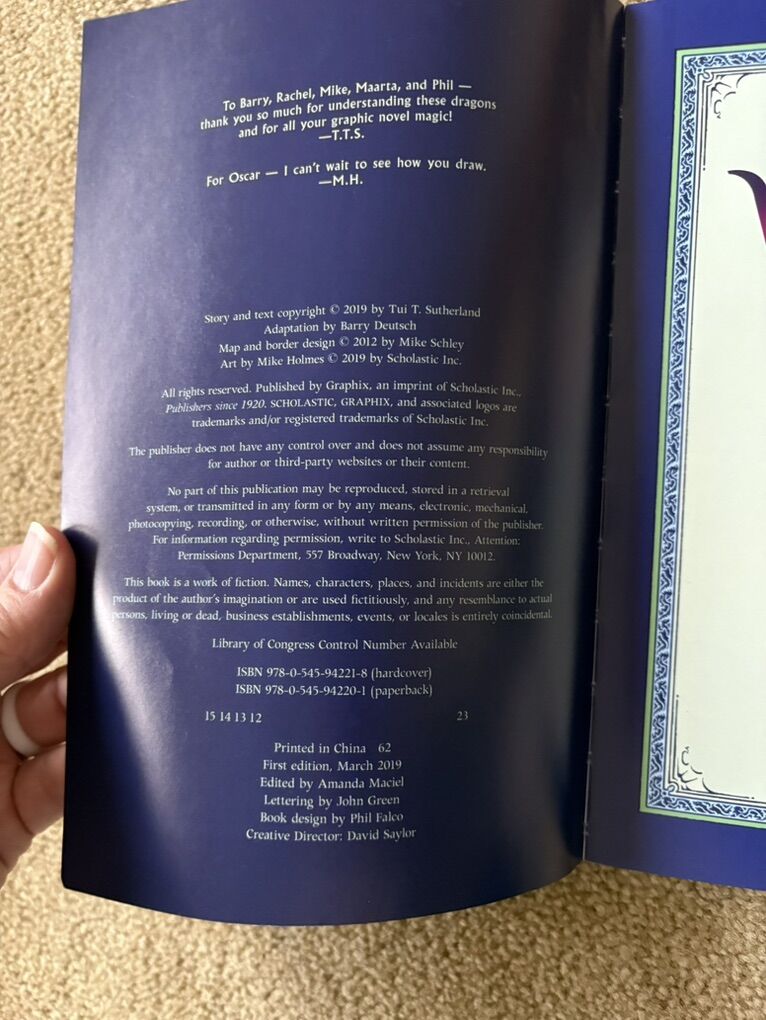 To Barry, Rachel, Mike, Maarta, and Phil —
thank you so much for understanding these dragons
and for all your graphic novel magic!
—T.T.S.
For Oscar — I can't wait to see how you draw.
—M.H.
Story and text copyright © 2019 by Tui T. Sutherland
Adaptation by Barry Deutsch
Map and border design © 2012 by Mike Schley
Art by Mike Holmes © 2019 by Scholastic Inc.
All rights reserved. Published by Graphix, an imprint of Scholastic Inc.,
Publishers since 1920. SCHOLASTIC, GRAPHIX, and associated logos are
trademarks and/or registered trademarks of Scholastic Inc.
The publisher does not have any control over and does not assume any responsibility
for author or third-party websites or their content.
No part of this publication may be reproduced, stored in a retrieval
system, or transmitted in any form or by any means, electronic, mechanical,
photocopying, recording, or otherwise, without written permission of the publisher.
For information regarding permission, write to Scholastic Inc., Attention:
Permissions Department, 557 Broadway, New York, NY 10012.
This book is a work of fiction. Names, characters, places, and incidents are either the
product of the author's imagination or are used fictitiously, and any resemblance to actual
persons, living or dead, business establishments, events, or locales is entirely coincidental.
Library of Congress Control Number Available
ISBN 978-0-545-94221-8 (hardcover)
ISBN 978-0-545-94220-1 (paperback)
15 14 13 12 23
Printed in China 62
First edition, March 2019
Edited by Amanda Maciel
Lettering by John Green
Book design by Phil Falco
Creative Director: David Saylor